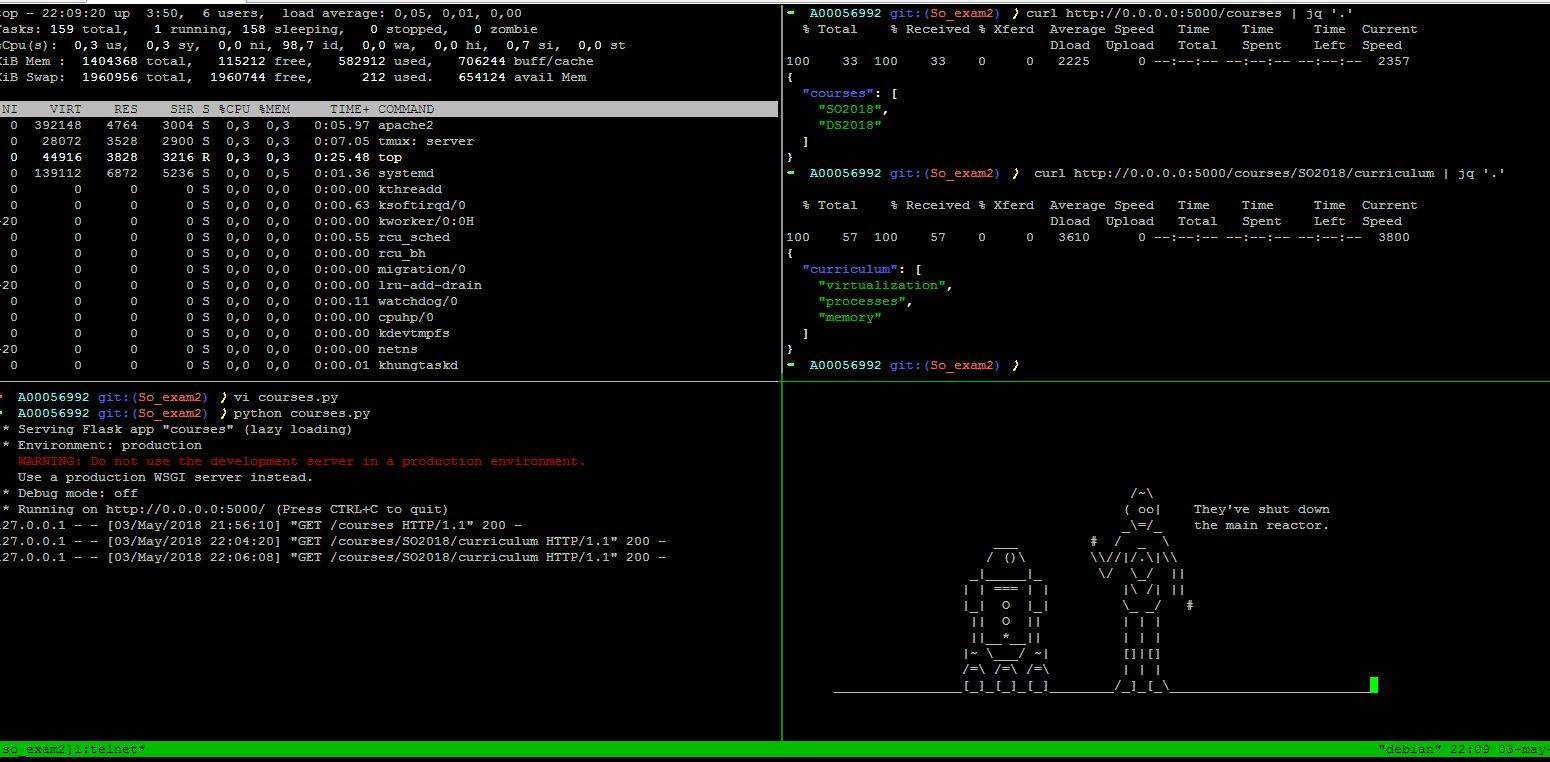 top - 22:09:20 up  3:50,  6 users,  load average: 0,05, 0,01, 0,00
Tasks: 159 total,   1 running, 158 sleeping,   0 stopped,   0 zombie
%Cpu(s):  0,3 us,  0,3 sy,  0,0 ni, 98,7 id,  0,0 wa,  0,0 hi,  0,7 si,  0,0 st
KiB Mem :  1404368 total,   115212 free,   582912 used,   706244 buff/cache
KiB Swap:  1960956 total,  1960744 free,      212 used.   654124 avail Mem
NI    VIRT    RES    SHR S %CPU %MEM     TIME+ COMMAND
0  392148   4764   3004 S  0,3  0,3   0:05.97 apache2
0   28072   3528   2900 S  0,3  0,3   0:07.05 tmux: server
0   44916   3828   3216 R  0,3  0,3   0:25.48 top
0  139112   6872   5236 S  0,0  0,5   0:01.36 systemd
0       0      0      0 S  0,0  0,0   0:00.00 kthreadd
0       0      0      0 S  0,0  0,0   0:00.63 ksoftirqd/0
-20       0      0      0 S  0,0  0,0   0:00.00 kworker/0:0H
0       0      0      0 S  0,0  0,0   0:00.55 rcu_sched
0       0      0      0 S  0,0  0,0   0:00.00 rcu_bh
0       0      0      0 S  0,0  0,0   0:00.00 migration/0
-20       0      0      0 S  0,0  0,0   0:00.00 lru-add-drain
0       0      0      0 S  0,0  0,0   0:00.11 watchdog/0
0       0      0      0 S  0,0  0,0   0:00.00 cpuhp/0
0       0      0      0 S  0,0  0,0   0:00.00 kdevtmpfs
-20       0      0      0 S  0,0  0,0   0:00.00 netns
0       0      0      0 S  0,0  0,0   0:00.01 khungtaskd
A00056992 git:(So_exam2) ❯ curl http://0.0.0.0:5000/courses | jq '.'
% Total    % Received % Xferd  Average Speed   Time    Time     Time  Current
Dload  Upload   Total   Spent    Left  Speed
100    33  100    33    0     0   2225      0 --:--:-- --:--:-- --:--:--  2357
{
"courses": [
"SO2018",
"DS2018"
]
}
A00056992 git:(So_exam2) ❯  curl http://0.0.0.0:5000/courses/SO2018/curriculum | jq '.'
% Total    % Received % Xferd  Average Speed   Time    Time     Time  Current
Dload  Upload   Total   Spent    Left  Speed
100    57  100    57    0     0   3610      0 --:--:-- --:--:-- --:--:--  3800
{
"curriculum": [
"virtualization",
"processes",
"memory"
]
}
A00056992 git:(So_exam2) ❯
A00056992 git:(So_exam2) ❯ vi courses.py
A00056992 git:(So_exam2) ❯ python courses.py
* Serving Flask app "courses" (lazy loading)
* Environment: production
WARNING: Do not use the development server in a production environment.
Use a production WSGI server instead.
* Debug mode: off
* Running on http://0.0.0.0:5000/ (Press CTRL+C to quit)
127.0.0.1 - - [03/May/2018 21:56:10] "GET /courses HTTP/1.1" 200 -
127.0.0.1 - - [03/May/2018 22:04:20] "GET /courses/SO2018/curriculum HTTP/1.1" 200 -
127.0.0.1 - - [03/May/2018 22:06:08] "GET /courses/SO2018/curriculum HTTP/1.1" 200 -
They've shut down
the main reactor.
so_exam2]1:telnet*
"debian" 22:09 03-may-